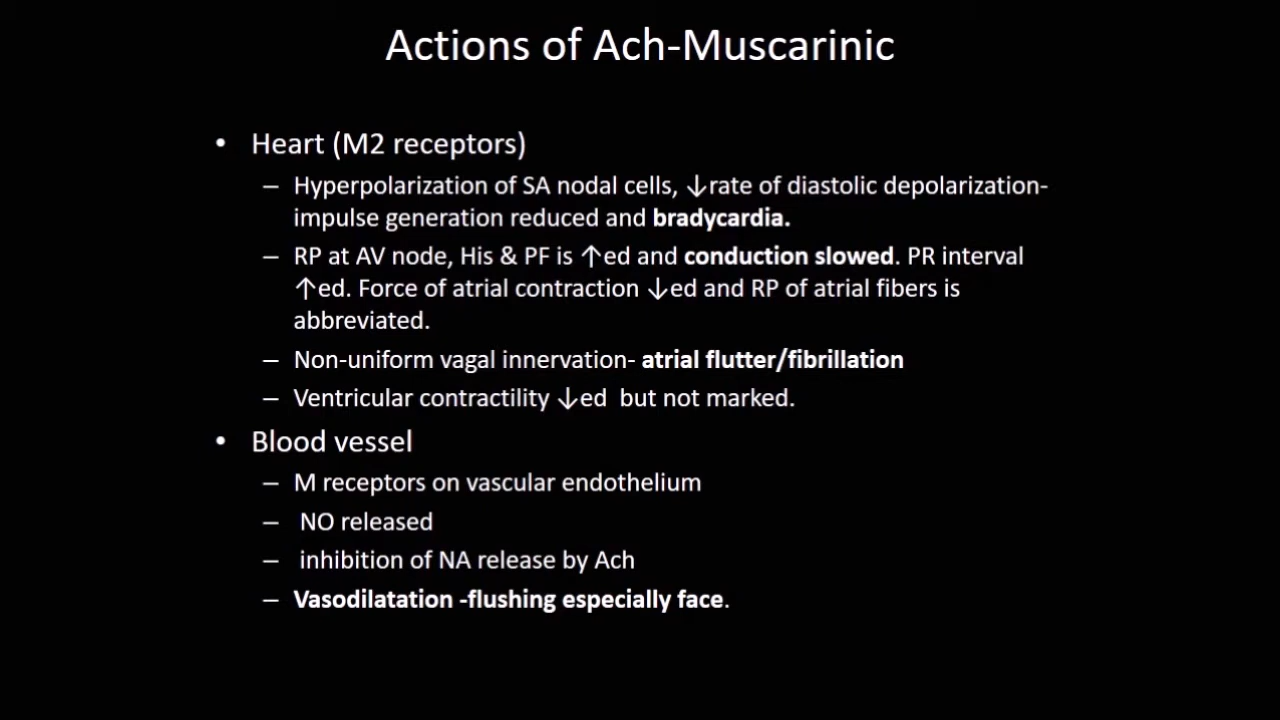 Actions of Ach-Muscarinic
• Heart (M2 receptors)
– Hyperpolarization of SA nodal cells, ↓rate of diastolic depolarization-
impulse generation reduced and bradycardia.
– RP at AV node, His & PF is ↑ed and conduction slowed. PR interval
↑ed. Force of atrial contraction ↓ed and RP of atrial fibers is
abbreviated.
– Non-uniform vagal innervation- atrial flutter/fibrillation
– Ventricular contractility ↓ed but not marked.
• Blood vessel
– M receptors on vascular endothelium
– NO released
– inhibition of NA release by Ach
– Vasodilatation -flushing especially face.